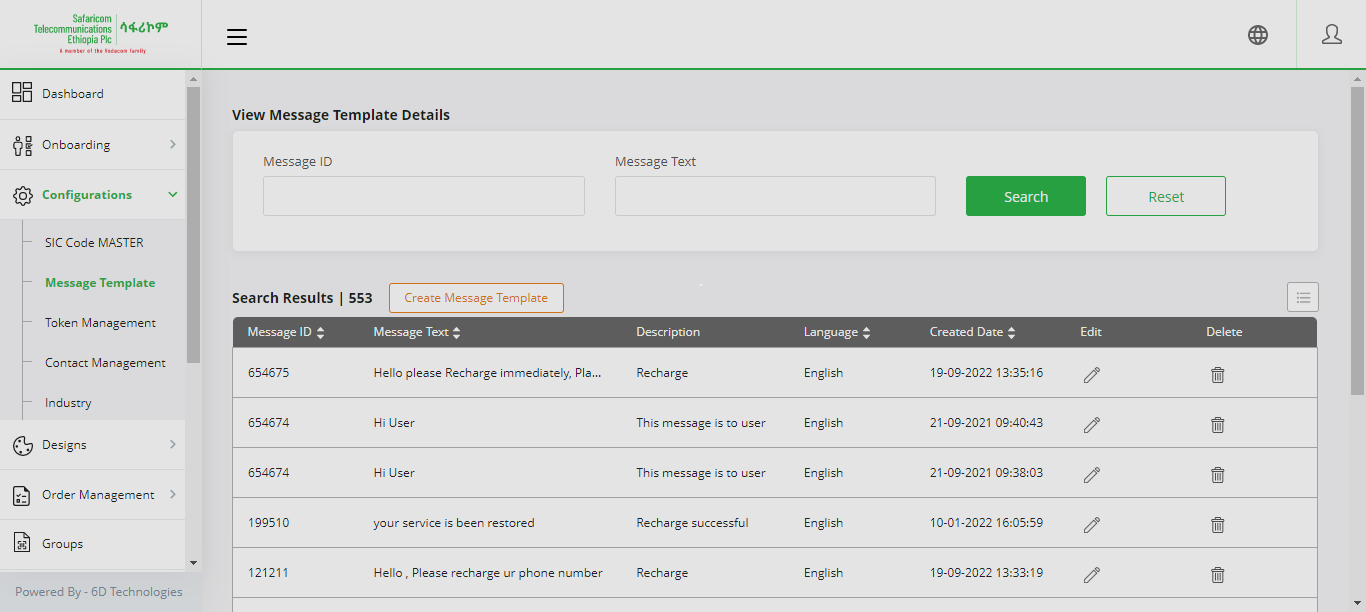 Safaricom
Telecommunications
Ethiopia Plc
ሳፋሪኮም
A member of the Vodacom family
Dashboard
Onboarding
Configurations
SIC Code MASTER
Message Template
Token Management
Contact Management
Industry
Designs
Order Management
Groups
Powered By - 6D Technologies
View Message Template Details
Message ID Message Text
Search Reset
Search Results | 553 Create Message Template
Message ID Message Text Description Language Created Date Edit Delete
654675 Hello please Recharge immediately, Pla... Recharge English 19-09-2022 13:35:16
654674 Hi User This message is to user English 21-09-2021 09:40:43
654674 Hi User This message is to user English 21-09-2021 09:38:03
199510 your service is been restored Recharge successful English 10-01-2022 16:05:59
121211 Hello , Please recharge ur phone number Recharge English 19-09-2022 13:33:19